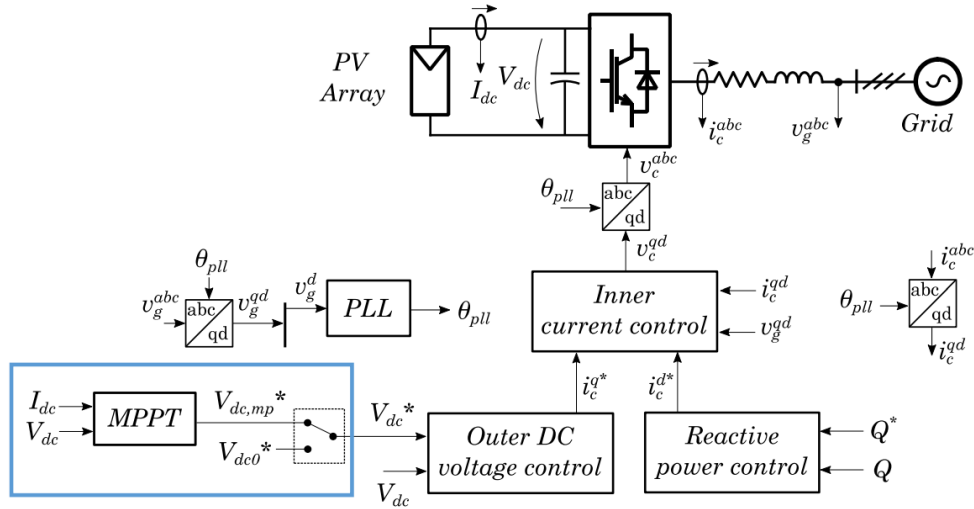 PV
Array
I_dc
V_dc
i_c^abc
v_g^abc
Grid
v_c^abc
θ_pll
abc
qd
v_c^qd
θ_pll
v_g^abc
abc
qd
v_g^qd
v_g^d
PLL
θ_pll
Inner
current control
i_c^qd
v_g^qd
i_c^abc
θ_pll
abc
qd
i_c^qd
I_dc
V_dc
MPPT
V_dc,mp*
V_dc0*
V_dc*
V_dc
Outer DC
voltage control
i_c^q*
i_c^d*
Reactive
power control
Q*
Q